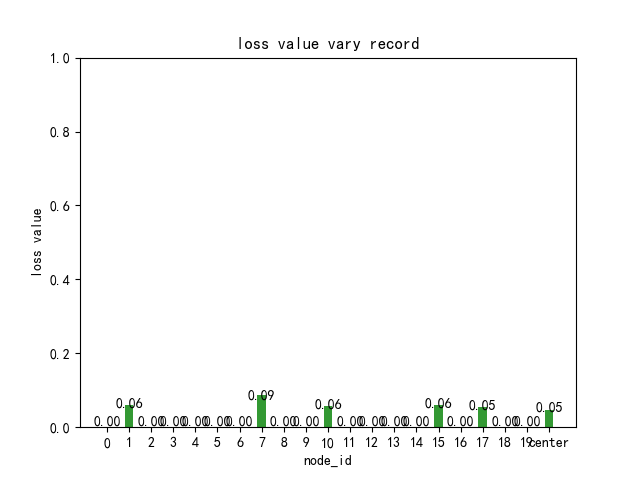 loss value vary record
1.0
0.8
0.6
0.4
0.2
0.0
loss value
0.00 0.06 0.00 0.00 0.00 0.00 0.00 0.09 0.00 0.00 0.06 0.00 0.00 0.00 0.00 0.06 0.00 0.05 0.00 0.00 0.05
0 1 2 3 4 5 6 7 8 9 10 11 12 13 14 15 16 17 18 19 center
node_id